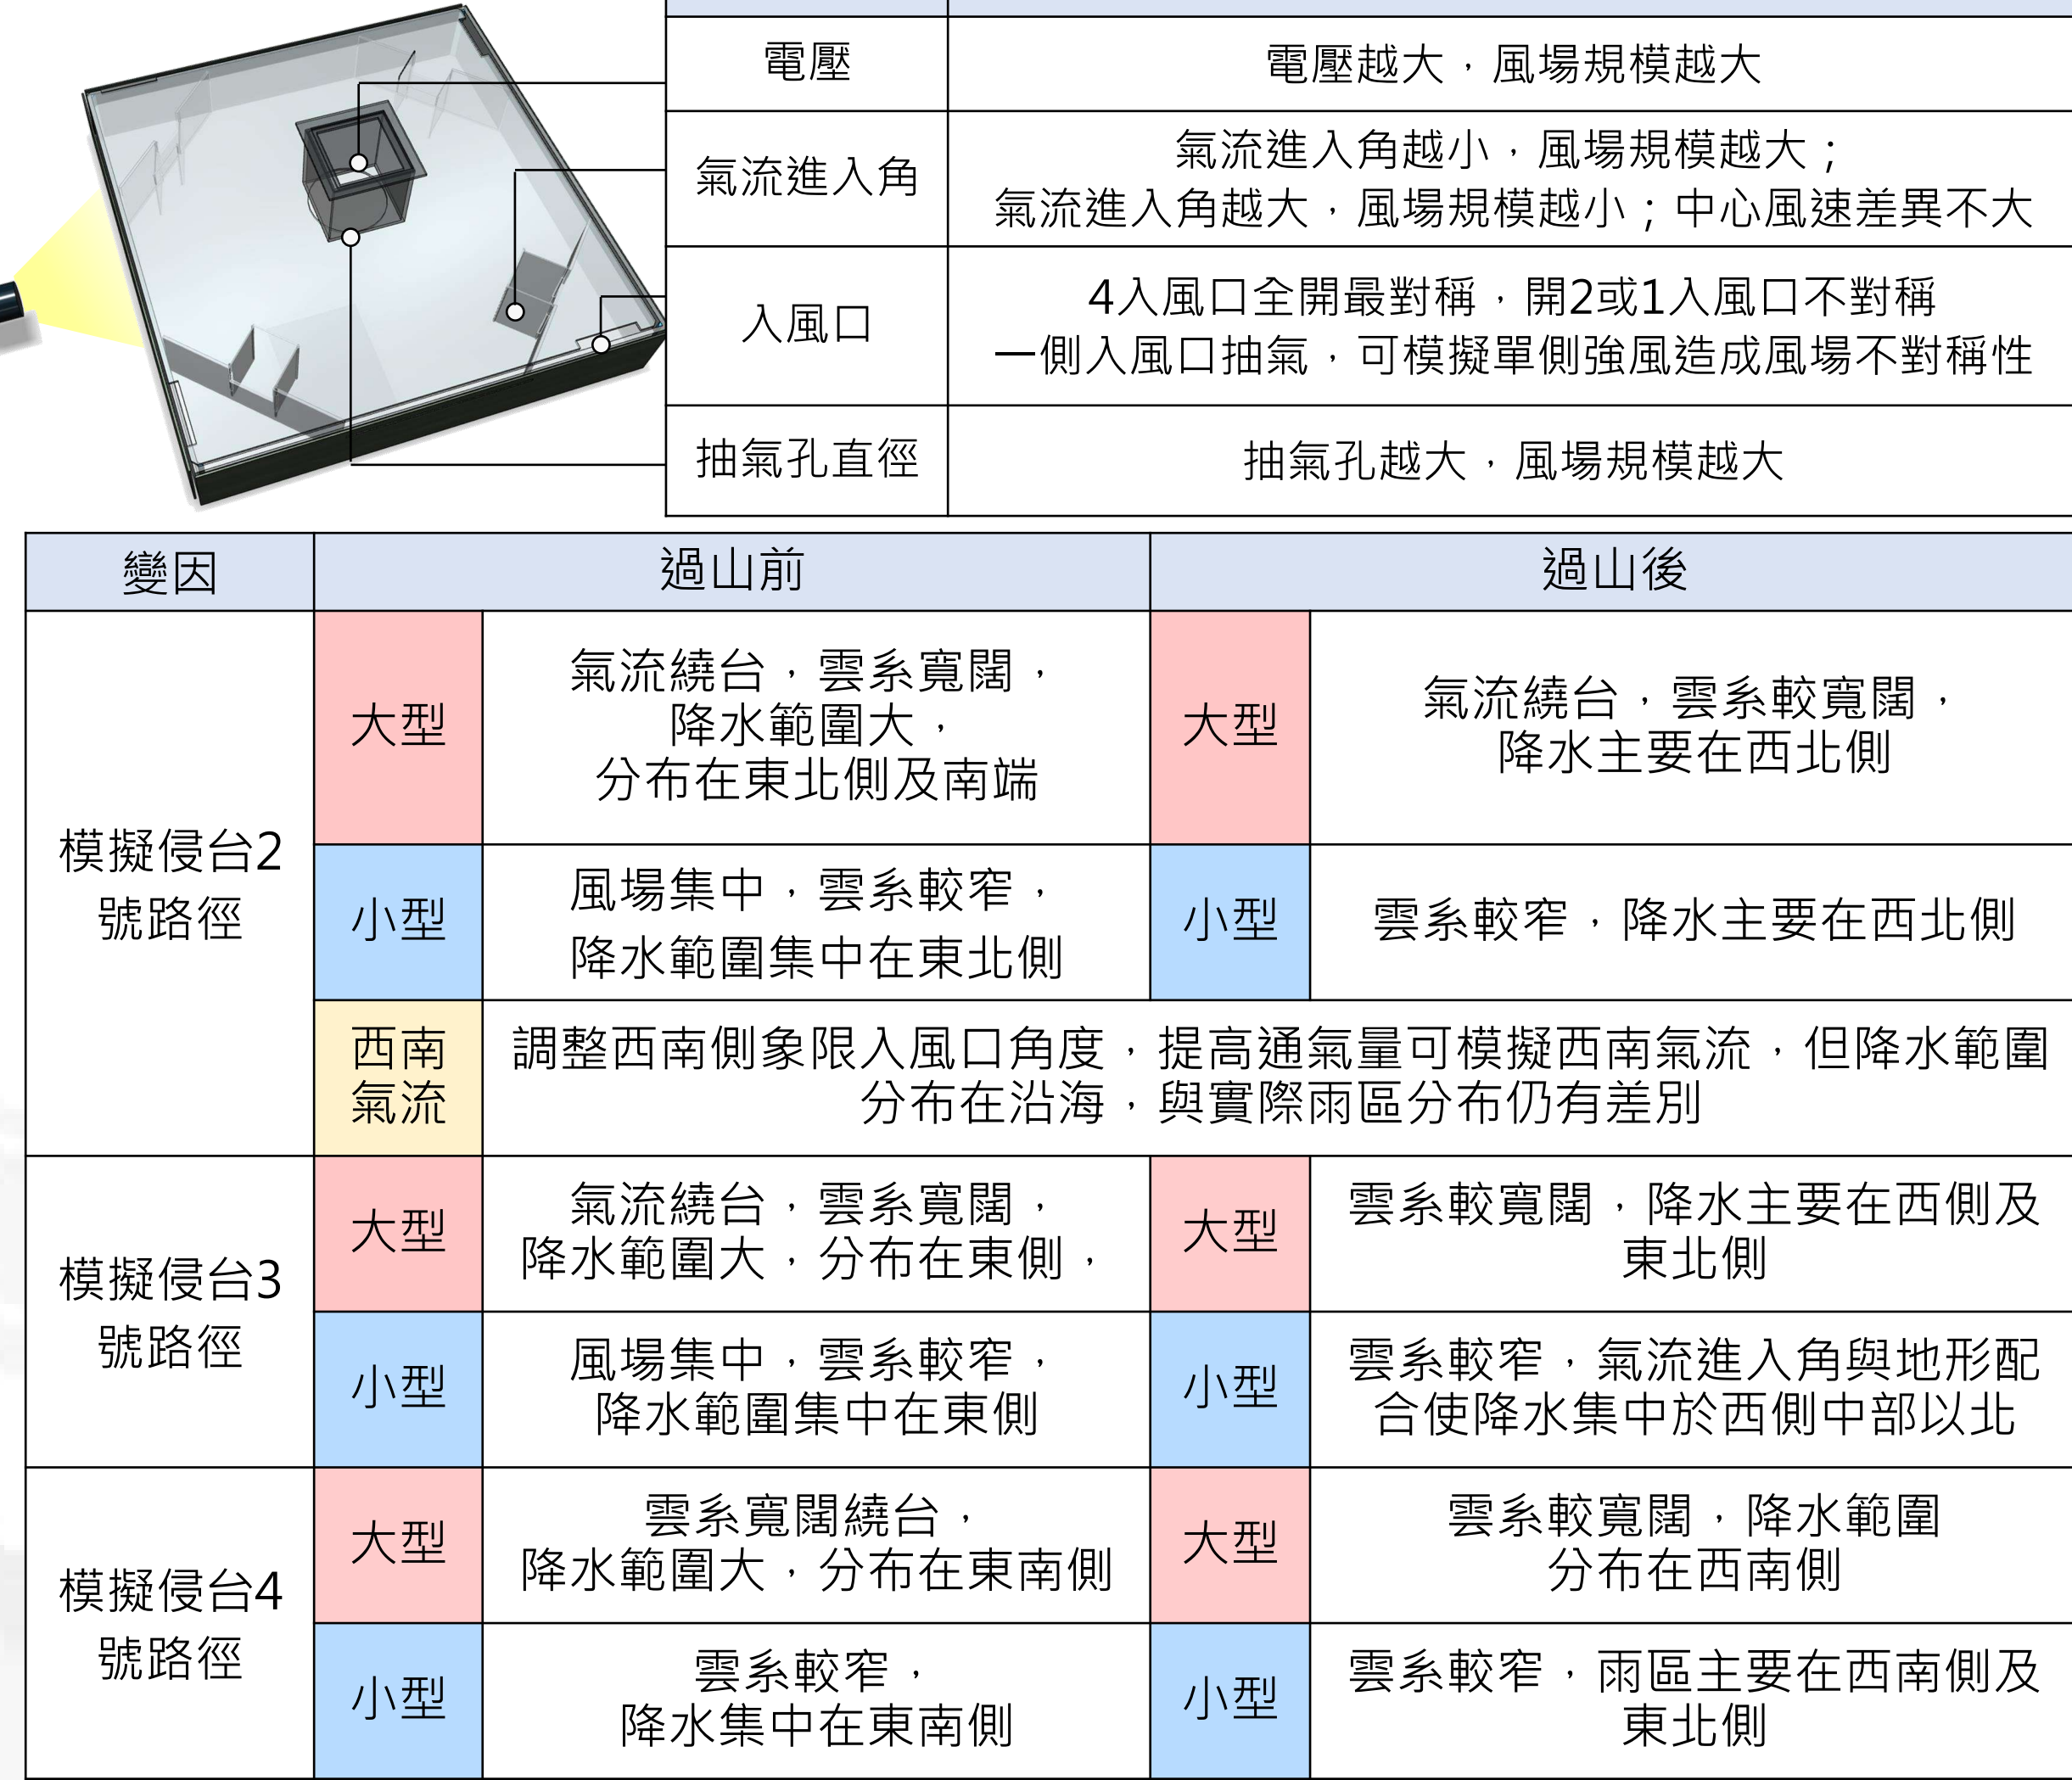 電壓
電壓越大，風場規模越大
氣流進入角
氣流進入角越小，風場規模越大；
氣流進入角越大，風場規模越小；中心風速差異不大
入風口
4入風口全開最對稱，開2或1入風口不對稱
一側入風口抽氣，可模擬單側強風造成風場不對稱性
抽氣孔直徑
抽氣孔越大，風場規模越大
變因
過山前
過山後
模擬侵台2
號路徑
大型
氣流繞台，雲系寬闊，
降水範圍大，
分布在東北側及南端
大型
氣流繞台，雲系較寬闊，
降水主要在西北側
小型
風場集中，雲系較窄，
降水範圍集中在東北側
小型
雲系較窄，降水主要在西北側
西南
氣流
調整西南側象限入風口角度，提高通氣量可模擬西南氣流，但降水範圍
分布在沿海，與實際雨區分布仍有差別
模擬侵台3
號路徑
大型
氣流繞台，雲系寬闊，
降水範圍大，分布在東側，
大型
雲系較寬闊，降水主要在西側及
東北側
小型
風場集中，雲系較窄，
降水範圍集中在東側
小型
雲系較窄，氣流進入角與地形配
合使降水集中於西側中部以北
模擬侵台4
號路徑
大型
雲系寬闊繞台，
降水範圍大，分布在東南側
大型
雲系較寬闊，降水範圍
分布在西南側
小型
雲系較窄，
降水集中在東南側
小型
雲系較窄，雨區主要在西南側及
東北側